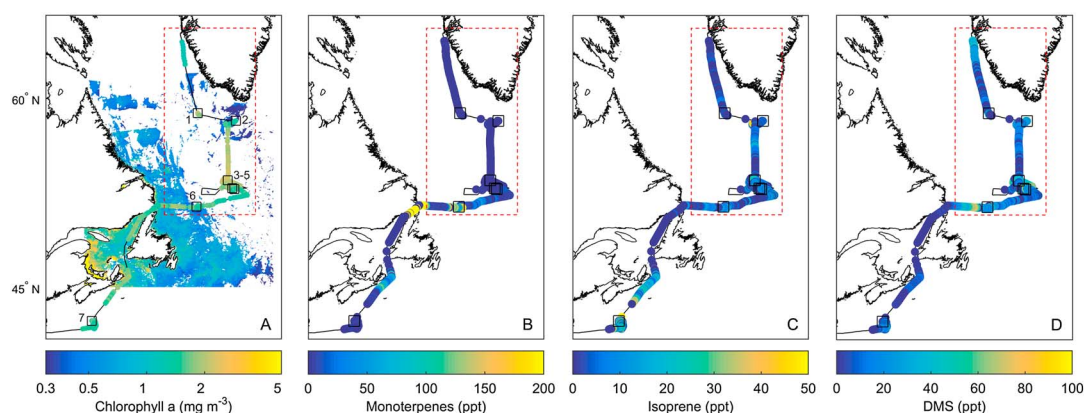 60° N
45° N
2
3-5
6
7
A
B
C
D
0.3 0.5 1 2 5
Chlorophyll a (mg m⁻³)
0 50 100 150 200
Monoterpenes (ppt)
0 10 20 30 40 50
Isoprene (ppt)
0 20 40 60 80 100
DMS (ppt)